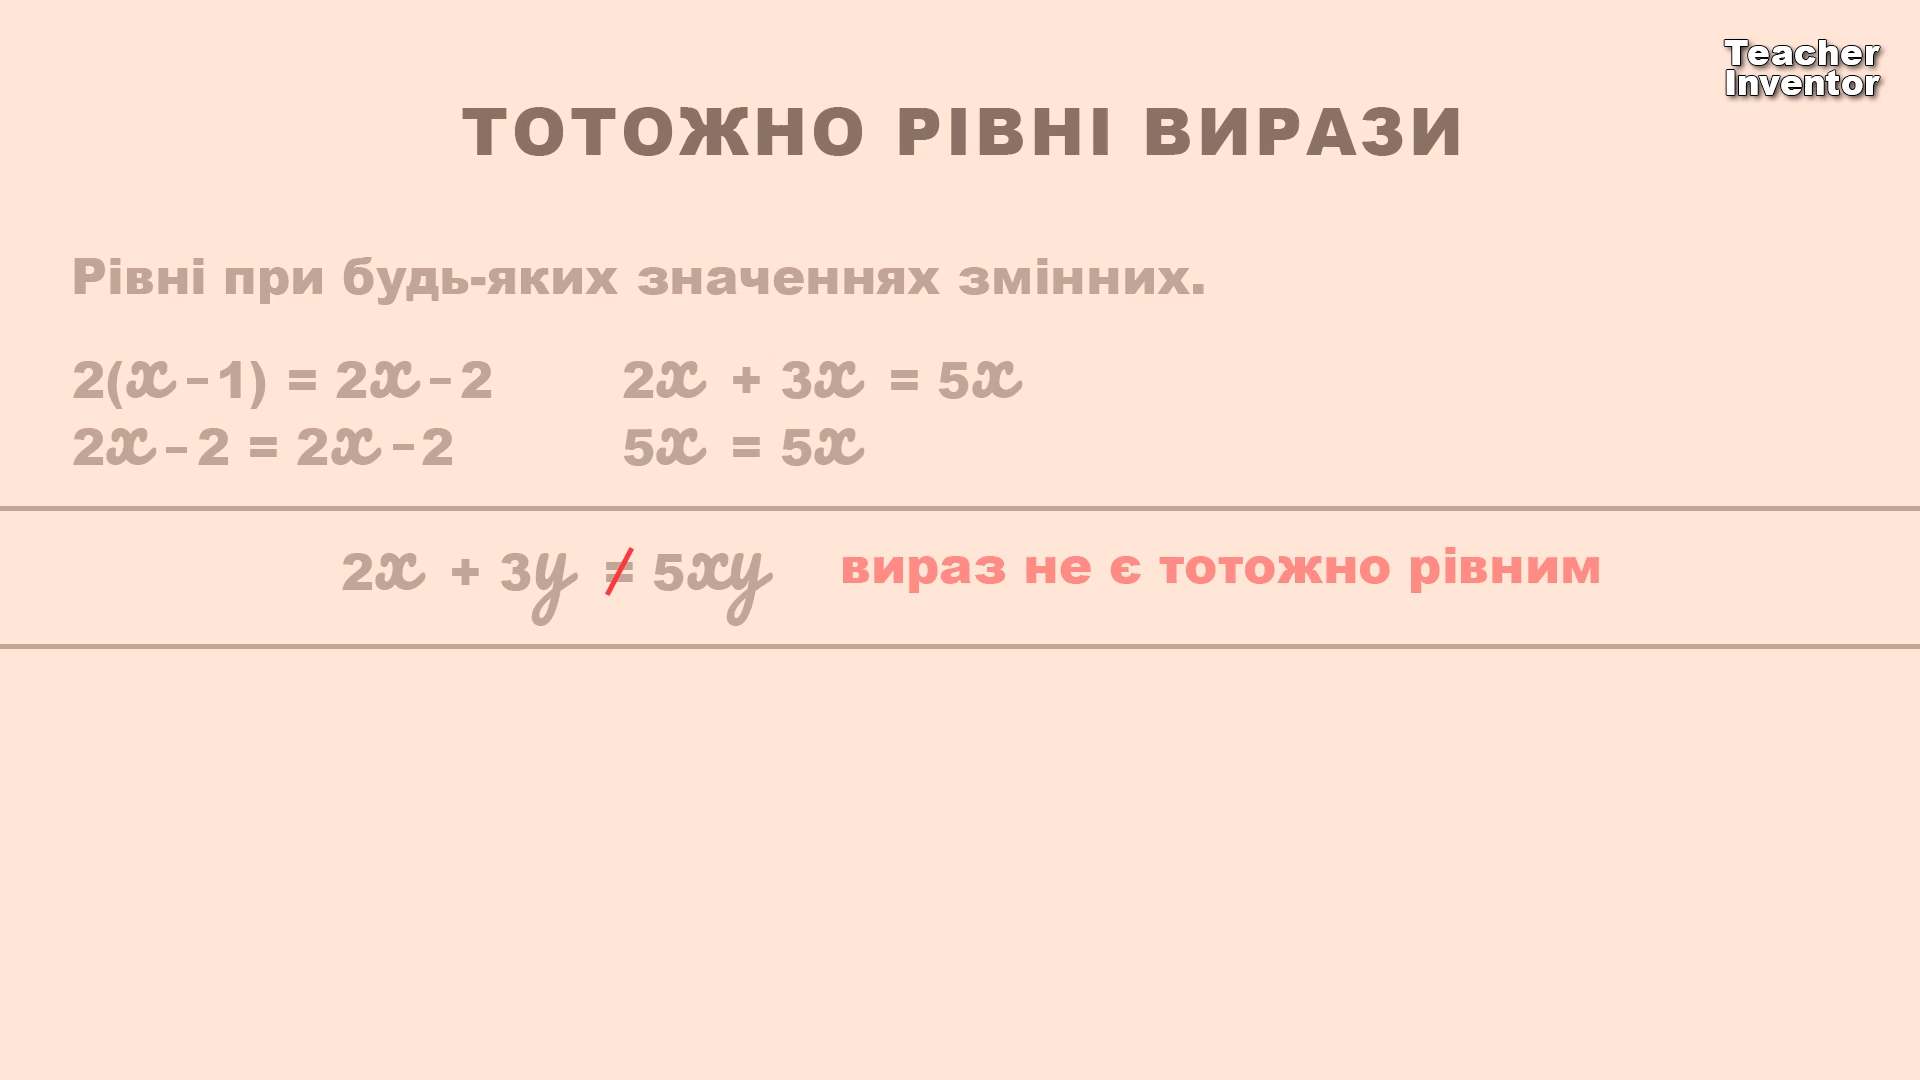 Teacher
Inventor
ТОТОЖНО РІВНІ ВИРАЗИ
Рівні при будь-яких значеннях змінних.
2(x – 1) = 2x – 2 2x + 3x = 5x
2x – 2 = 2x – 2 5x = 5x
2x + 3y ≠ 5xy вираз не є тотожно рівним